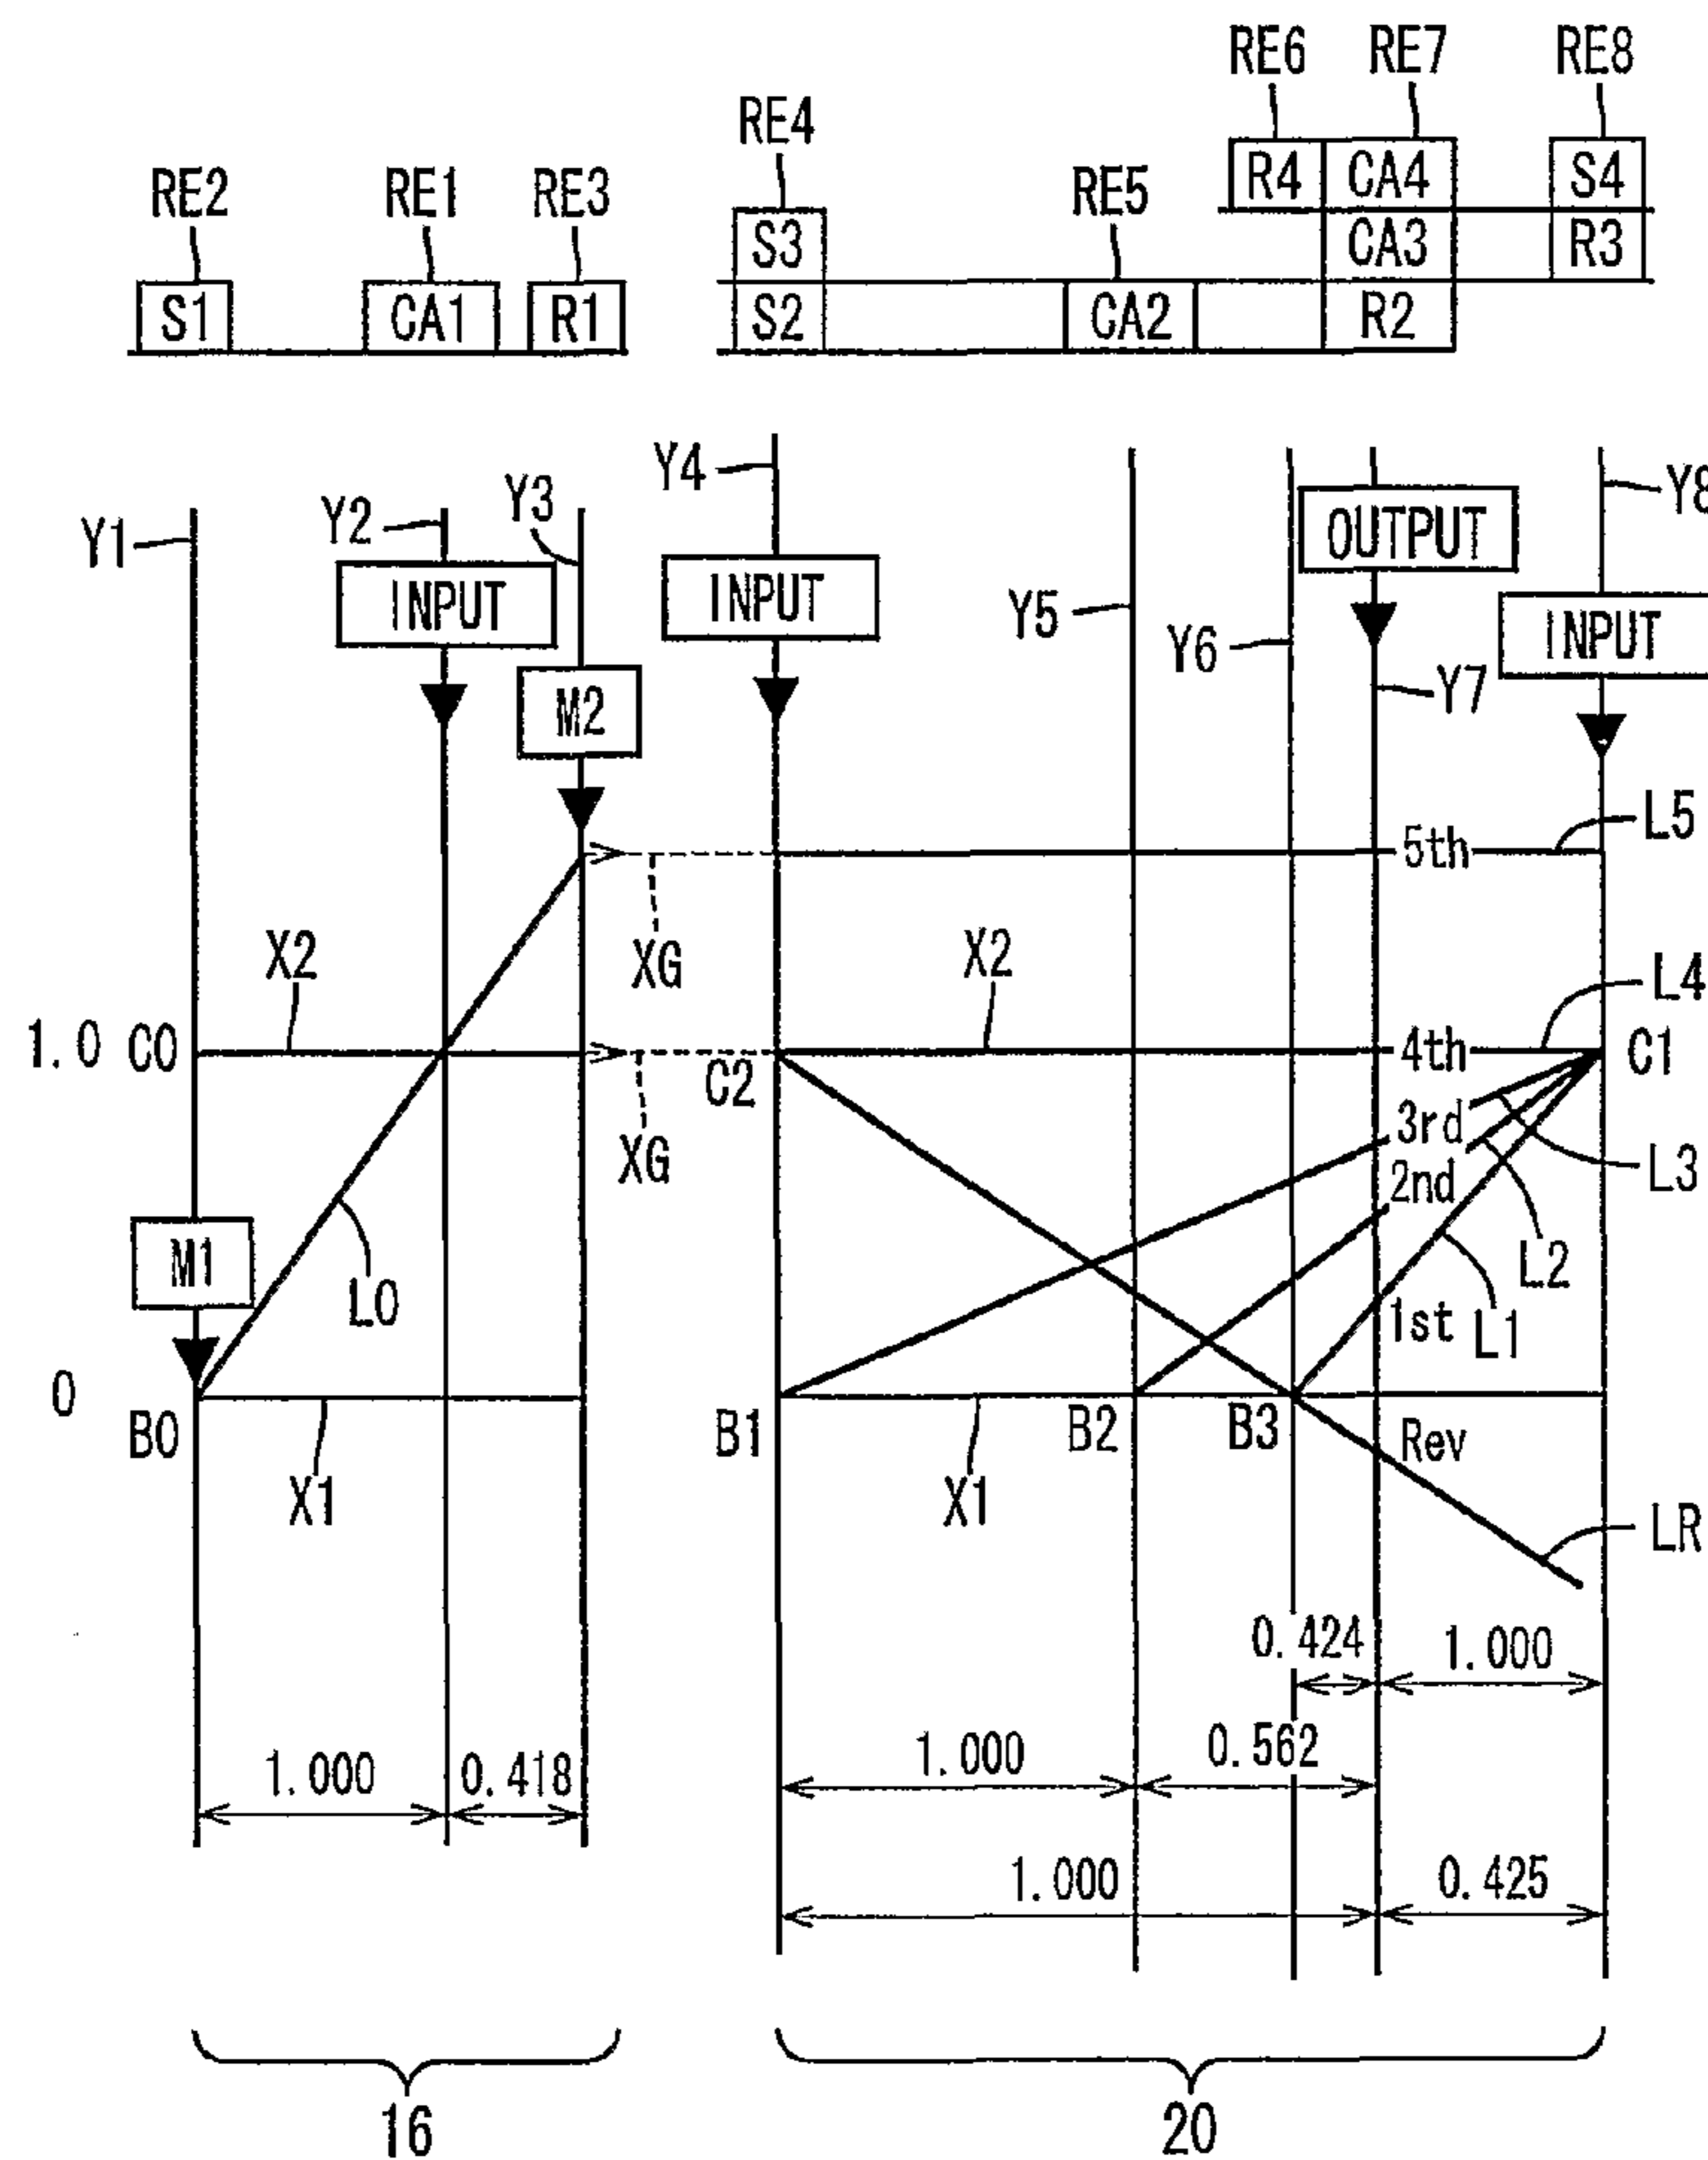 RE6 RE7 RE8
RE4
R4 CA4 S4
RE2 RE1 RE3 RE5
S3 CA3 R3
S1 CA1 R1 S2 CA2 R2
Y4
Y3 Y8
Y2
Y1 OUTPUT
INPUT INPUT Y5
Y6 INPUT
Y7
M2
L5
5th
X2 XG X2
L4
1.0 C0 4th C1
C2
3rd
XG L3
2nd
M1 L2
L0
1st L1
0
B0 B1 B2 B3 Rev
X1 X1
LR
0.424 1.000
1.000 0.562
1.000 0.418
1.000 0.425
16 20